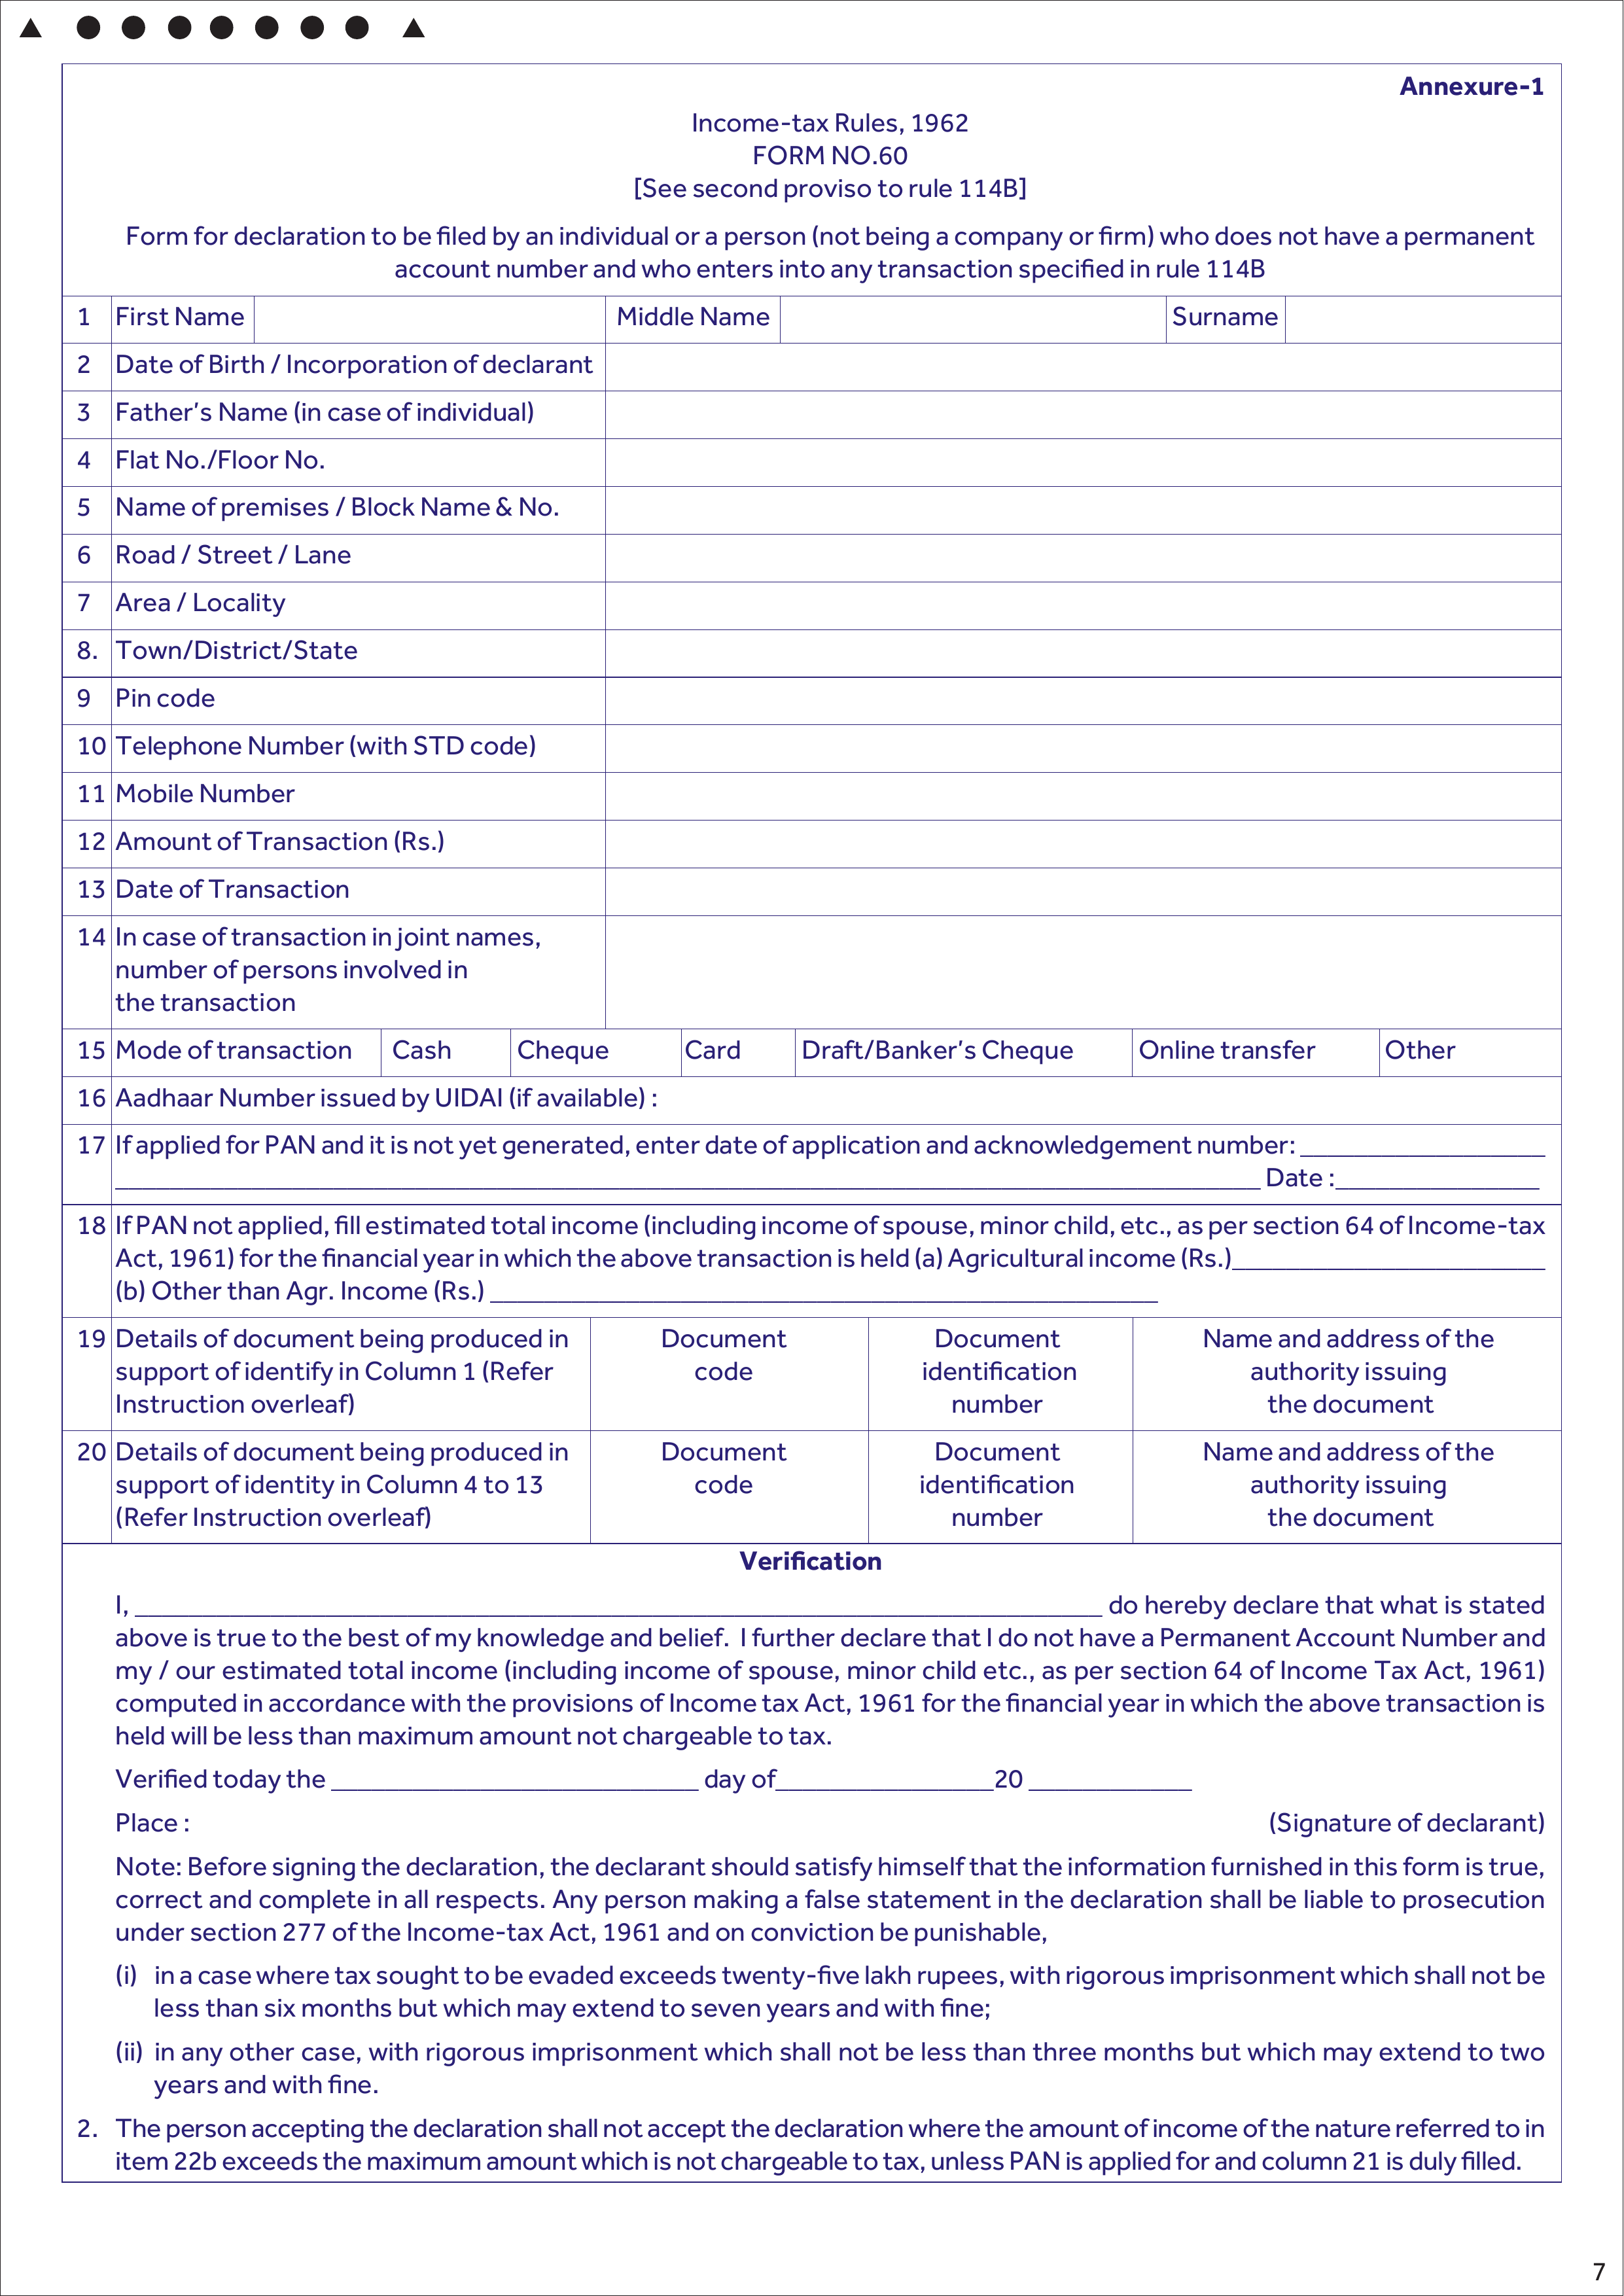 Annexure-1
Income-tax Rules, 1962
FORM NO.60
[See second proviso to rule 114B]
Form for declaration to be filed by an individual or a person (not being a company or firm) who does not have a permanent
account number and who enters into any transaction specified in rule 114B
1 First Name Middle Name Surname
2 Date of Birth / Incorporation of declarant
3 Father's Name (in case of individual)
4 Flat No./Floor No.
5 Name of premises / Block Name & No.
6 Road / Street / Lane
7 Area / Locality
8. Town/District/State
9 Pin code
10 Telephone Number (with STD code)
11 Mobile Number
12 Amount of Transaction (Rs.)
13 Date of Transaction
14 In case of transaction in joint names,
number of persons involved in
the transaction
15 Mode of transaction Cash Cheque Card Draft/Banker's Cheque Online transfer Other
16 Aadhaar Number issued by UIDAI (if available) :
17 If applied for PAN and it is not yet generated, enter date of application and acknowledgement number: __________________
____________________ Date :_______________
18 If PAN not applied, fill estimated total income (including income of spouse, minor child, etc., as per section 64 of Income-tax
Act, 1961) for the financial year in which the above transaction is held (a) Agricultural income (Rs.)_______________________
(b) Other than Agr. Income (Rs.) ____________________
19 Details of document being produced in
support of identify in Column 1 (Refer
Instruction overleaf)
Document
code
Document
identification
number
Name and address of the
authority issuing
the document
20 Details of document being produced in
support of identity in Column 4 to 13
(Refer Instruction overleaf)
Document
code
Document
identification
number
Name and address of the
authority issuing
the document
Verification
I, ____________________ do hereby declare that what is stated
above is true to the best of my knowledge and belief. I further declare that I do not have a Permanent Account Number and
my / our estimated total income (including income of spouse, minor child etc., as per section 64 of Income Tax Act, 1961)
computed in accordance with the provisions of Income tax Act, 1961 for the financial year in which the above transaction is
held will be less than maximum amount not chargeable to tax.
Verified today the ____________________ day of________________20 ____________
Place : (Signature of declarant)
Note: Before signing the declaration, the declarant should satisfy himself that the information furnished in this form is true,
correct and complete in all respects. Any person making a false statement in the declaration shall be liable to prosecution
under section 277 of the Income-tax Act, 1961 and on conviction be punishable,
(i) in a case where tax sought to be evaded exceeds twenty-five lakh rupees, with rigorous imprisonment which shall not be
less than six months but which may extend to seven years and with fine;
(ii) in any other case, with rigorous imprisonment which shall not be less than three months but which may extend to two
years and with fine.
2. The person accepting the declaration shall not accept the declaration where the amount of income of the nature referred to in
item 22b exceeds the maximum amount which is not chargeable to tax, unless PAN is applied for and column 21 is duly filled.
7